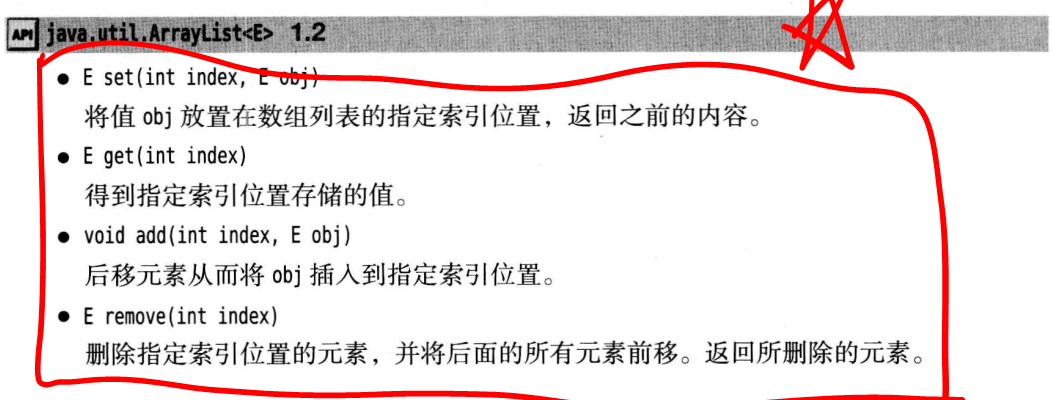 API java.util.ArrayList<E> 1.2
● E set(int index, E obj)
将值 obj 放置在数组列表的指定索引位置，返回之前的内容。
● E get(int index)
得到指定索引位置存储的值。
● void add(int index, E obj)
后移元素从而将 obj 插入到指定索引位置。
● E remove(int index)
删除指定索引位置的元素，并将后面的所有元素前移。返回所删除的元素。